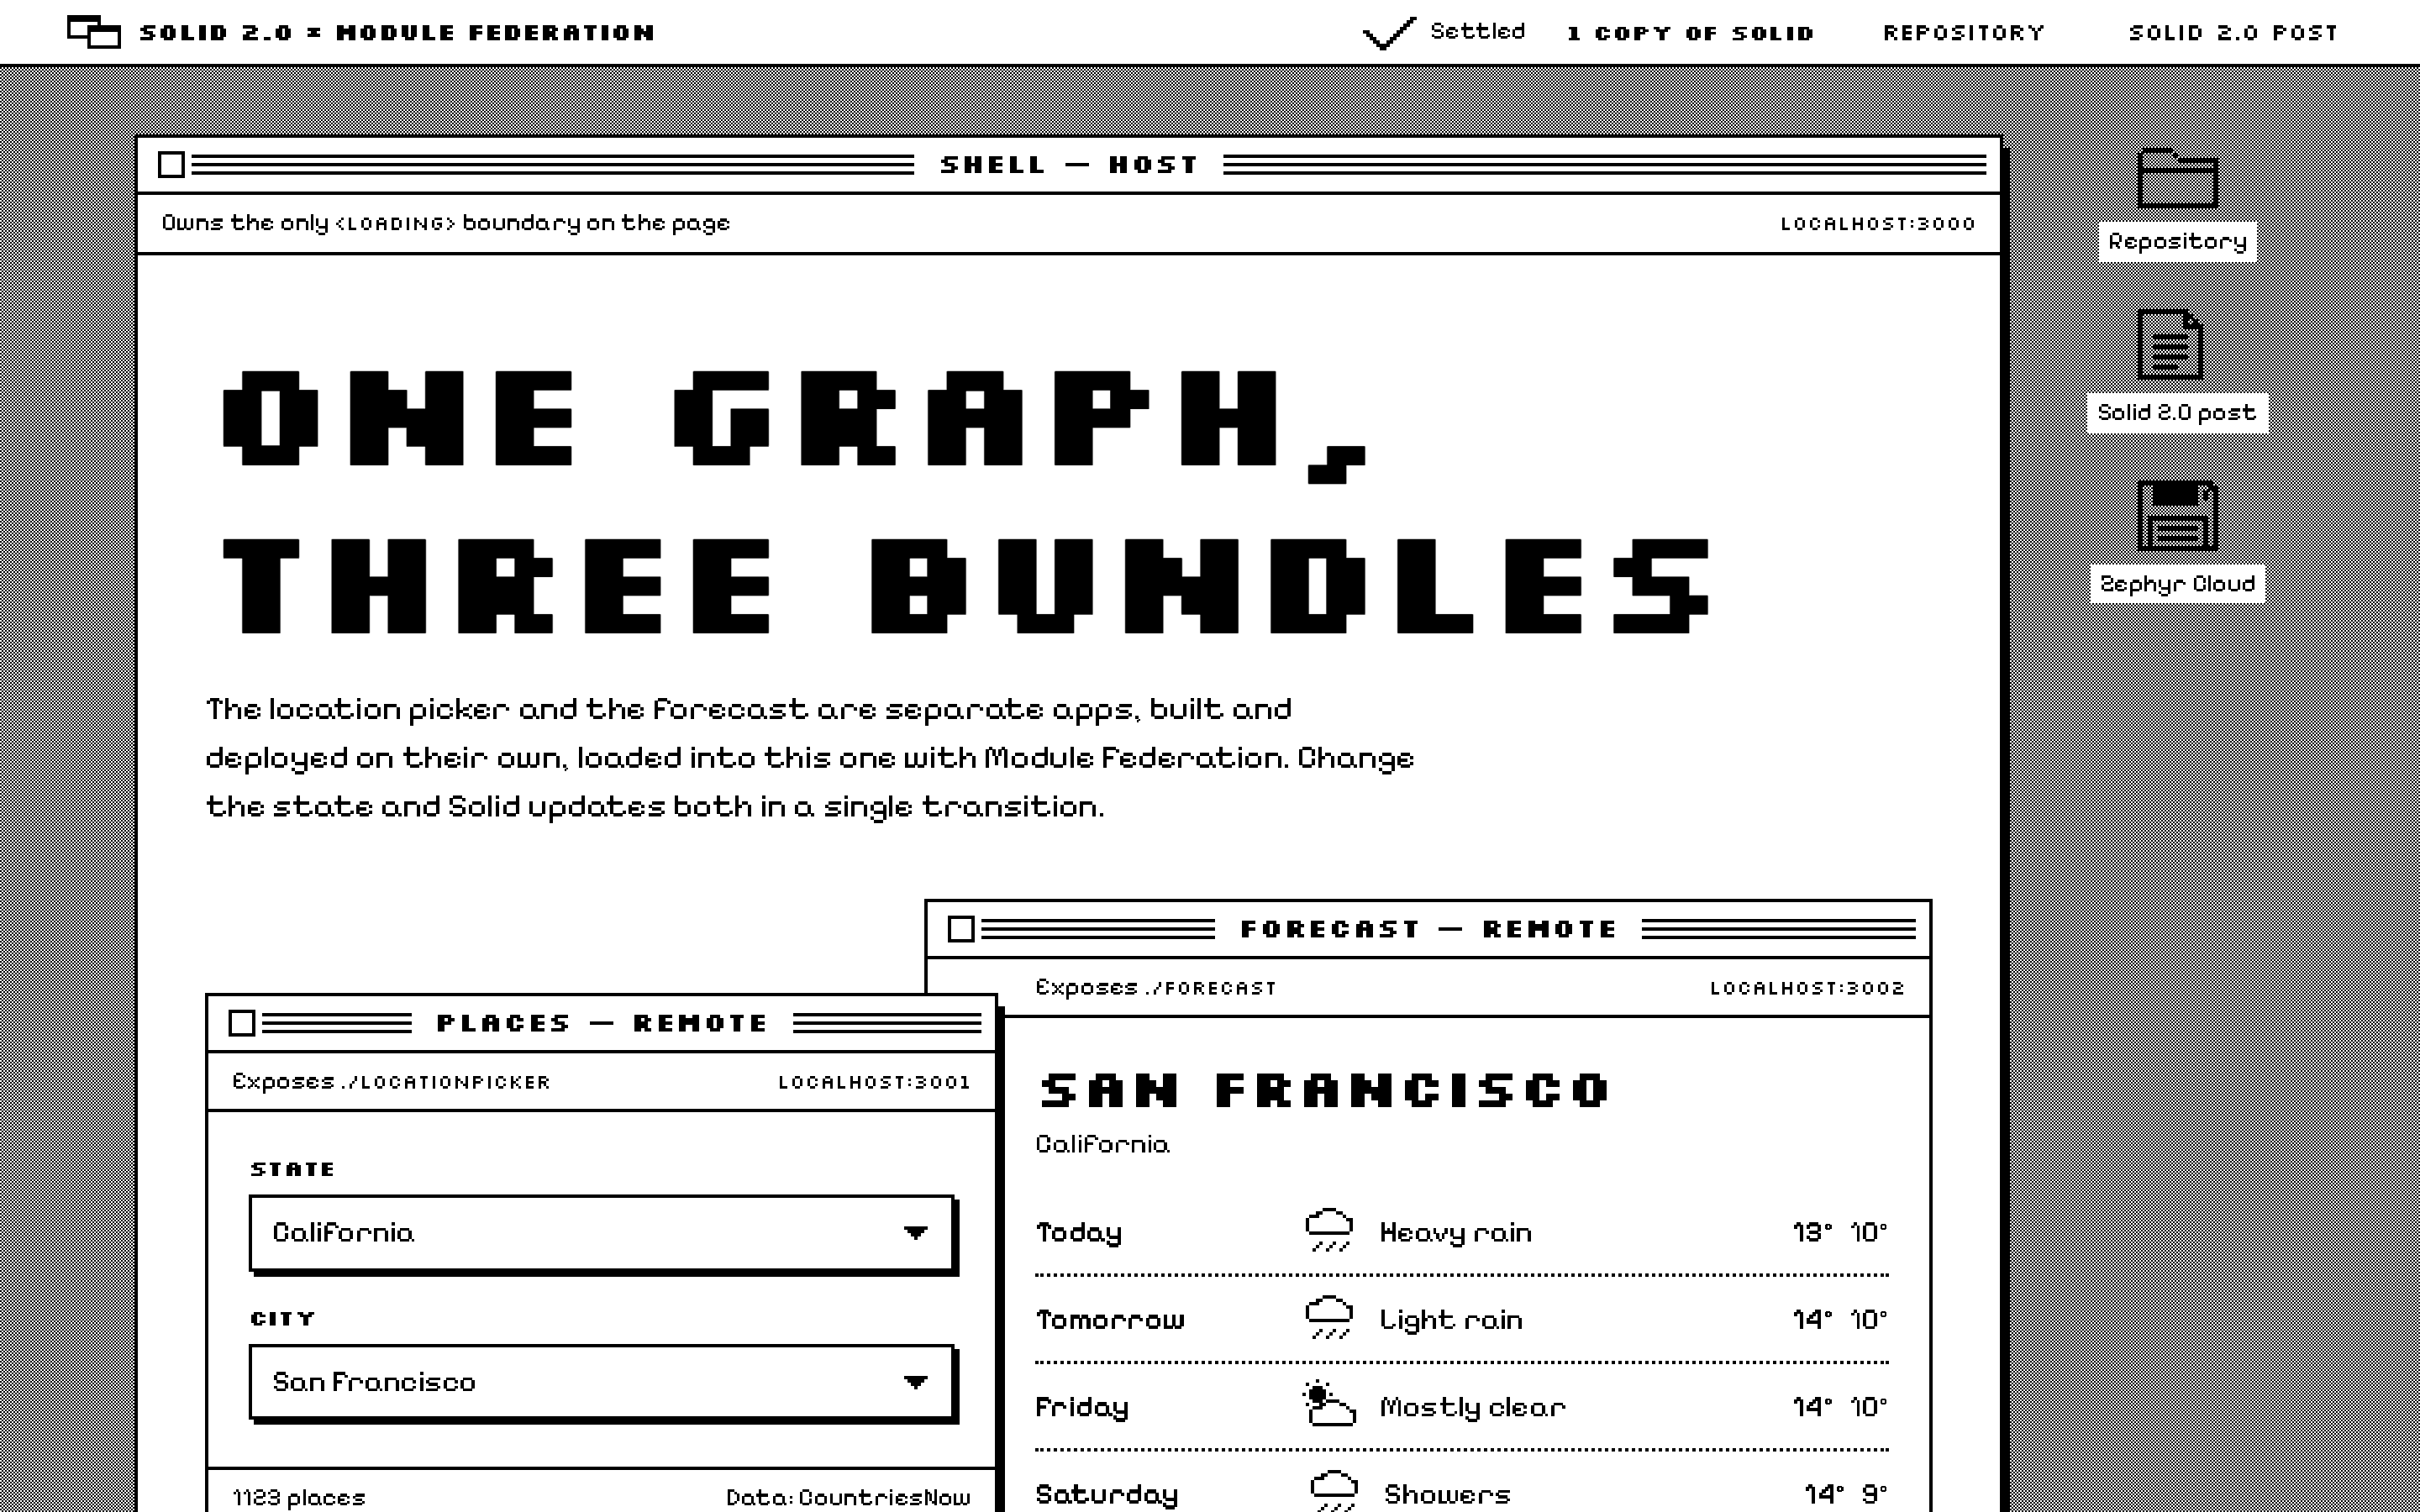 SOLID 2.0 × MODULE FEDERATION
Settled
1 COPY OF SOLID
REPOSITORY
SOLID 2.0 POST
SHELL — HOST
Owns the only <LOADING> boundary on the page
LOCALHOST:3000
Repository
Solid 2.0 post
Zephyr Cloud
ONE GRAPH,
THREE BUNDLES
The location picker and the forecast are separate apps, built and
deployed on their own, loaded into this one with Module Federation. Change
the state and Solid updates both in a single transition.
FORECAST — REMOTE
Exposes ./FORECAST
LOCALHOST:3002
PLACES — REMOTE
Exposes ./LOCATIONPICKER
LOCALHOST:3001
STATE
California
CITY
San Francisco
1123 places
Data: CountriesNow
SAN FRANCISCO
California
Today Heavy rain 13° 10°
Tomorrow Light rain 14° 10°
Friday Mostly clear 14° 10°
Saturday Showers 14° 9°